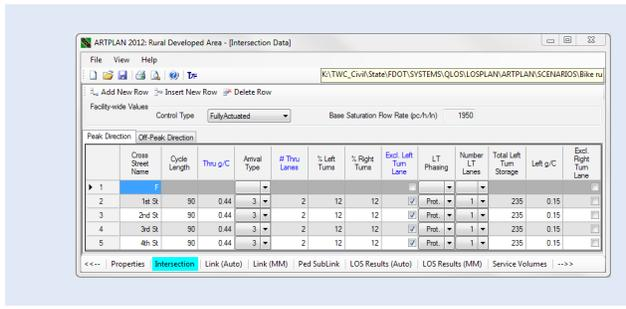 ARTPLAN 2012: Rural Developed Area - [Intersection Data]
File View Help
K:\TWC_Civil\State\FDOT\SYSTEMS\QLOS\LOSPLAN\ARTPLAN\SCENARIOS\Bike ru
Add New Row Insert New Row Delete Row
Facility-wide Values
Control Type FullyActuated Base Saturation Flow Rate (pc/h/ln) 1950
Peak Direction Off-Peak Direction
Cross Street Name Cycle Length Thru g/C Arrival Type # Thru Lanes % Left Turns % Right Turns Excl. Left Turn Lane LT Phasing Number LT Lanes Total Left Turn Storage Left g/C Excl. Right Turn Lane
1 F
2 1st St 90 0.44 3 2 12 12 Prot. 1 235 0.15
3 2nd St 90 0.44 3 2 12 12 Prot. 1 235 0.15
4 3rd St 90 0.44 3 2 12 12 Prot. 1 235 0.15
5 4th St 90 0.44 3 2 12 12 Prot. 1 235 0.15
<<-- Properties Intersection Link (Auto) Link (MM) Ped SubLink LOS Results (Auto) LOS Results (MM) Service Volumes -->>